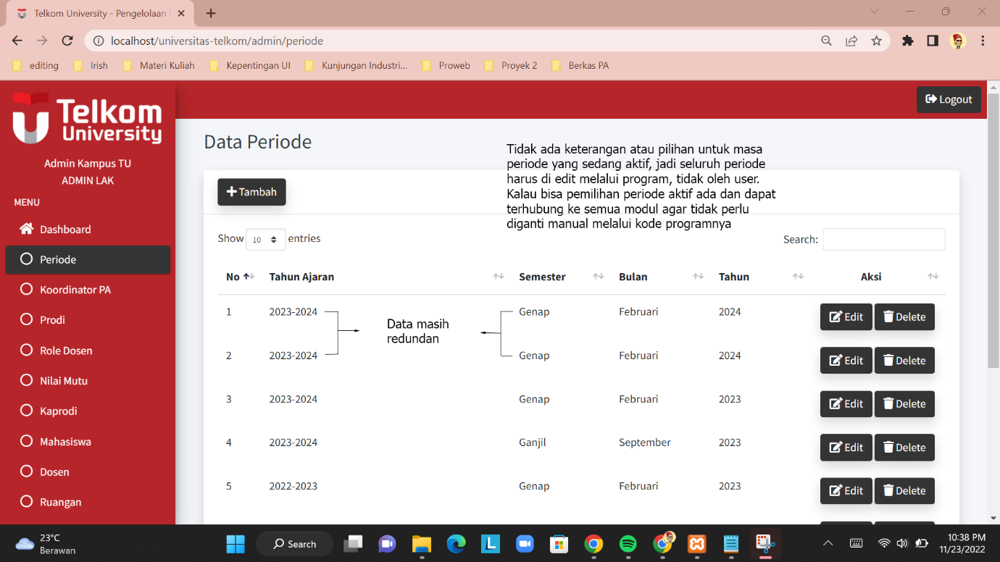 Telkom University - Pengelolaan
localhost/universitas-telkom/admin/periode
editing Irish Materi Kuliah Kepentingan UI Kunjungan Industri... Proweb Proyek 2 Berkas PA
Telkom
University
Logout
Admin Kampus TU
ADMIN LAK
MENU
Dashboard
Periode
Koordinator PA
Prodi
Role Dosen
Nilai Mutu
Kaprodi
Mahasiswa
Dosen
Ruangan
Data Periode
Tidak ada keterangan atau pilihan untuk masa
periode yang sedang aktif, jadi seluruh periode
harus di edit melalui program, tidak oleh user.
Kalau bisa pemilihan periode aktif ada dan dapat
terhubung ke semua modul agar tidak perlu
diganti manual melalui kode programnya
Tambah
Show 10 entries
Search:
No Tahun Ajaran Semester Bulan Tahun Aksi
1 2023-2024 Genap Februari 2024 Edit Delete
Data masih
redundan
2 2023-2024 Genap Februari 2024 Edit Delete
3 2023-2024 Genap Februari 2023 Edit Delete
4 2023-2024 Ganjil September 2023 Edit Delete
5 2022-2023 Genap Februari 2023 Edit Delete
23°C
Berawan
Search
L
10:38 PM
11/23/2022